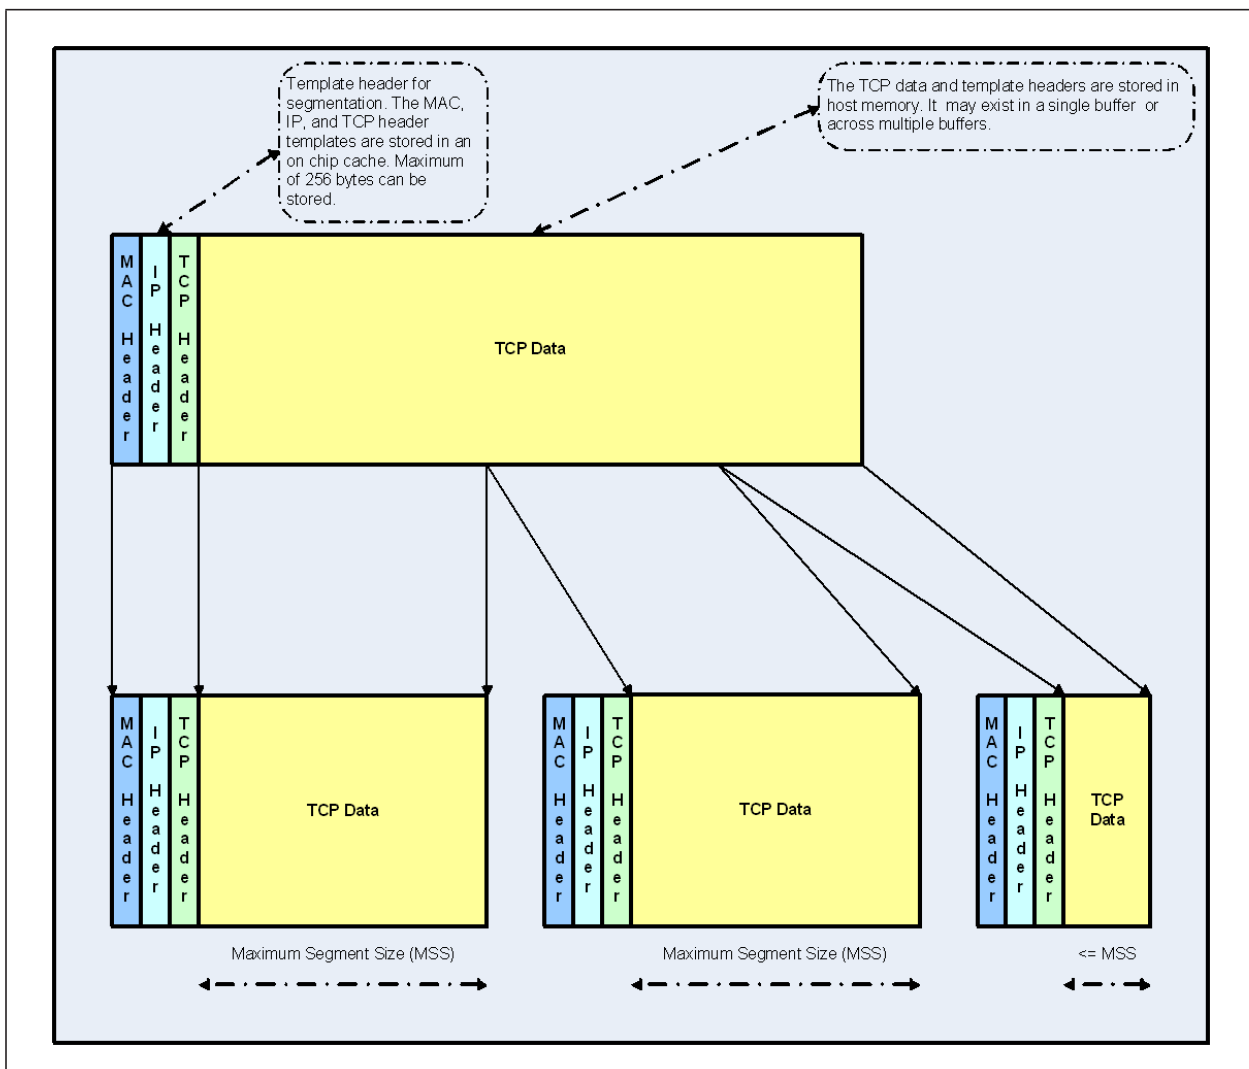 Template header for
segmentation. The MAC,
IP, and TCP header
templates are stored in an
on chip cache. Maximum
of 256 bytes can be
stored.
The TCP data and template headers are stored in
host memory. It may exist in a single buffer or
across multiple buffers.
MAC Header
IP Header
TCP Header
TCP Data
MAC Header
IP Header
TCP Header
TCP Data
MAC Header
IP Header
TCP Header
TCP Data
MAC Header
IP Header
TCP Header
TCP
Data
Maximum Segment Size (MSS)
Maximum Segment Size (MSS)
<= MSS